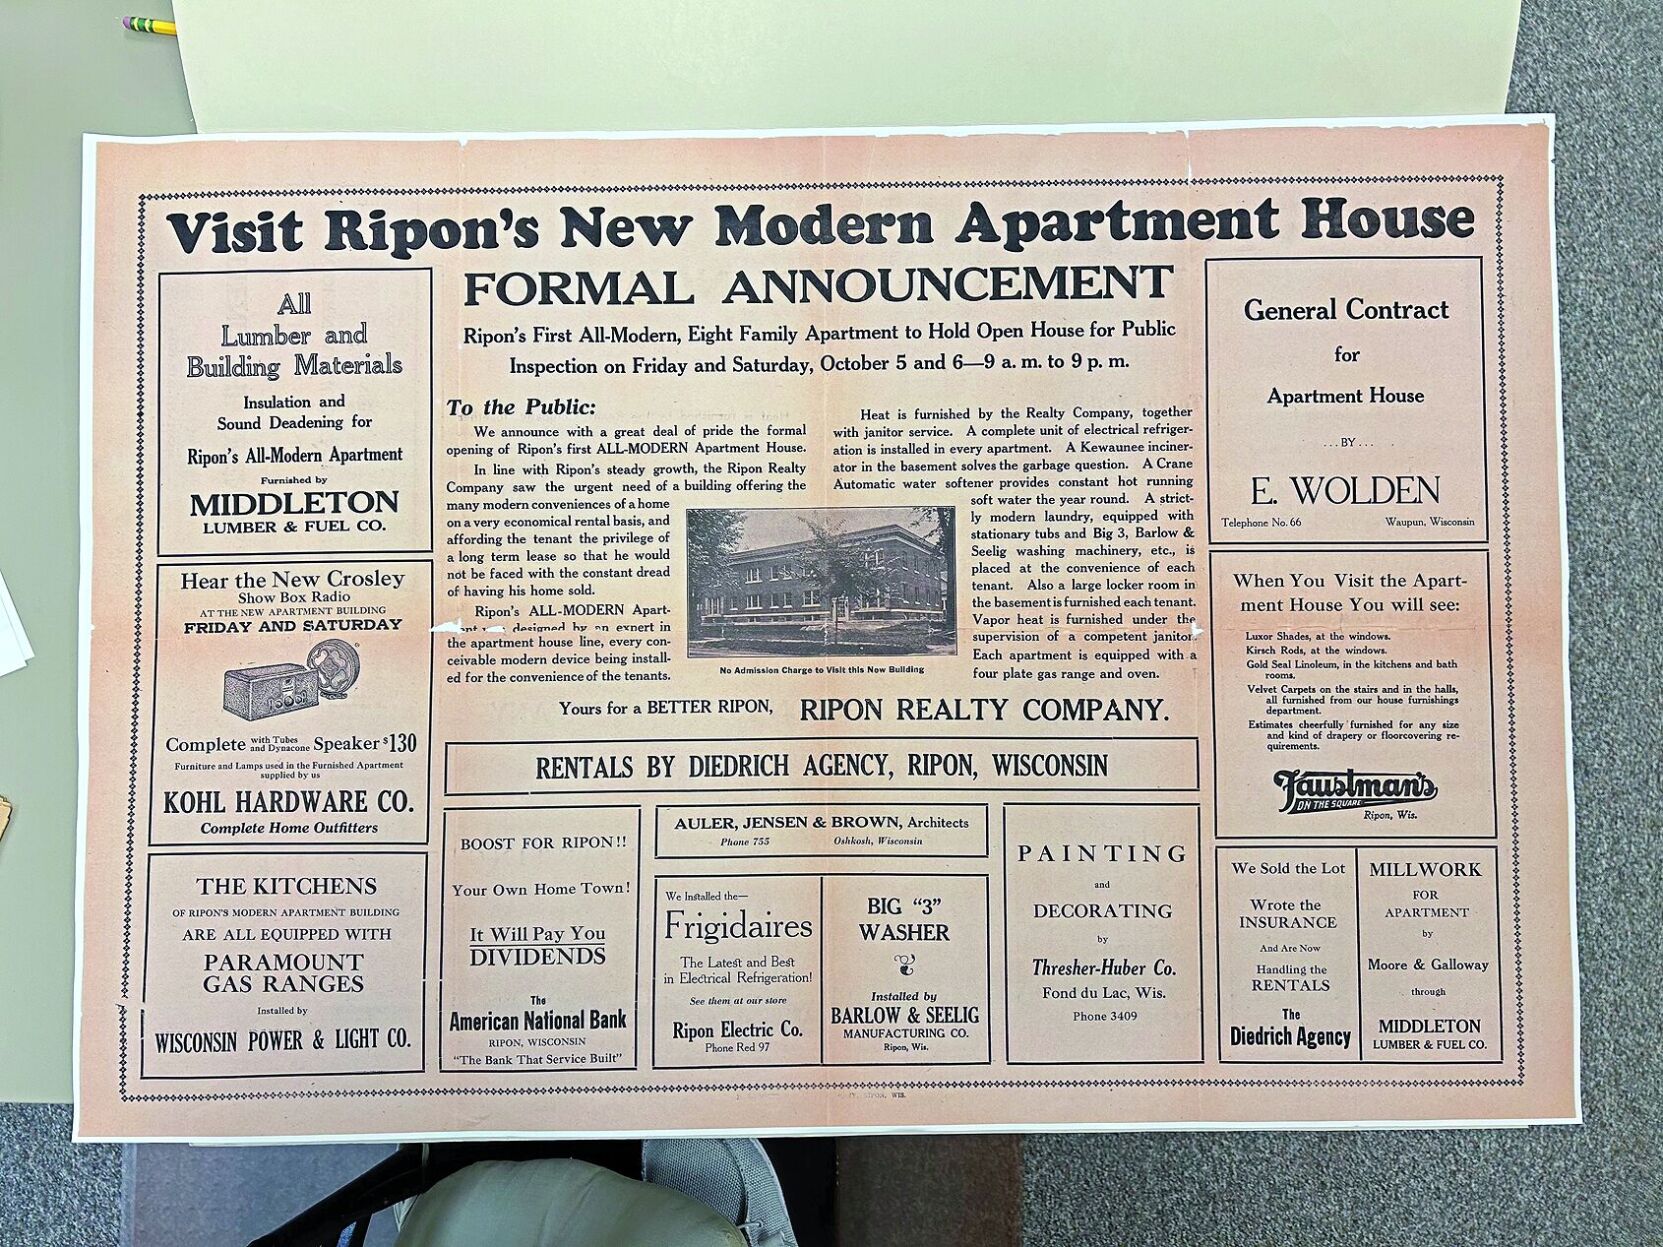 Visit Ripon's New Modern Apartment House
All
Lumber and
Building Materials
Insulation and
Sound Deadening for
Ripon's All-Modern Apartment
Furnished by
MIDDLETON
LUMBER & FUEL CO.
Hear the New Crosley
Show Box Radio
AT THE NEW APARTMENT BUILDING
FRIDAY AND SATURDAY
Complete with Tubes and Dynacone Speaker $130
Furniture and Lamps used in the Furnished Apartment
supplied by us
KOHL HARDWARE CO.
Complete Home Outfitters
THE KITCHENS
OF RIPON'S MODERN APARTMENT BUILDING
ARE ALL EQUIPPED WITH
PARAMOUNT
GAS RANGES
Installed by
WISCONSIN POWER & LIGHT CO.
FORMAL ANNOUNCEMENT
Ripon's First All-Modern, Eight Family Apartment to Hold Open House for Public
Inspection on Friday and Saturday, October 5 and 6—9 a. m. to 9 p. m.
To the Public:
We announce with a great deal of pride the formal
opening of Ripon's first ALL-MODERN Apartment House.
In line with Ripon's steady growth, the Ripon Realty
Company saw the urgent need of a building offering the
many modern conveniences of a home
on a very economical rental basis, and
affording the tenant the privilege of
a long term lease so that he would
not be faced with the constant dread
of having his home sold.
Ripon's ALL-MODERN Apart-
designed by an expert in
the apartment house line, every con-
ceivable modern device being install-
ed for the convenience of the tenants.
Heat is furnished by the Realty Company, together
with janitor service. A complete unit of electrical refriger-
ation is installed in every apartment. A Kewaunee inciner-
ator in the basement solves the garbage question. A Crane
Automatic water softener provides constant hot running
soft water the year round. A strict-
ly modern laundry, equipped with
stationary tubs and Big 3, Barlow &
Seelig washing machinery, etc., is
placed at the convenience of each
tenant. Also a large locker room in
the basement is furnished each tenant.
Vapor heat is furnished under the
supervision of a competent janitor.
Each apartment is equipped with a
four plate gas range and oven.
No Admission Charge to Visit this New Building
Yours for a BETTER RIPON, RIPON REALTY COMPANY.
RENTALS BY DIEDRICH AGENCY, RIPON, WISCONSIN
BOOST FOR RIPON!!
Your Own Home Town!
It Will Pay You
DIVIDENDS
The
American National Bank
RIPON, WISCONSIN
"The Bank That Service Built"
AULER, JENSEN & BROWN, Architects
Phone 755 Oshkosh, Wisconsin
We Installed the—
Frigidaires
The Latest and Best
in Electrical Refrigeration!
See them at our store
Ripon Electric Co.
Phone Red 97
BIG "3"
WASHER
Installed by
BARLOW & SEELIG
MANUFACTURING CO.
Ripon, Wis.
PAINTING
and
DECORATING
by
Thresher-Huber Co.
Fond du Lac, Wis.
Phone 3409
General Contract
for
Apartment House
...BY...
E. WOLDEN
Telephone No. 66 Waupun, Wisconsin
When You Visit the Apart-
ment House You will see:
Luxor Shades, at the windows.
Kirsch Rods, at the windows.
Gold Seal Linoleum, in the kitchens and bath
rooms.
Velvet Carpets on the stairs and in the halls,
all furnished from our house furnishings
department.
Estimates cheerfully furnished for any size
and kind of drapery or floorcovering re-
quirements.
Faustman's
ON THE SQUARE
Ripon, Wis.
We Sold the Lot
Wrote the
INSURANCE
And Are Now
Handling the
RENTALS
The
Diedrich Agency
MILLWORK
FOR
APARTMENT
by
Moore & Galloway
through
MIDDLETON
LUMBER & FUEL CO.
RIPON, WIS.